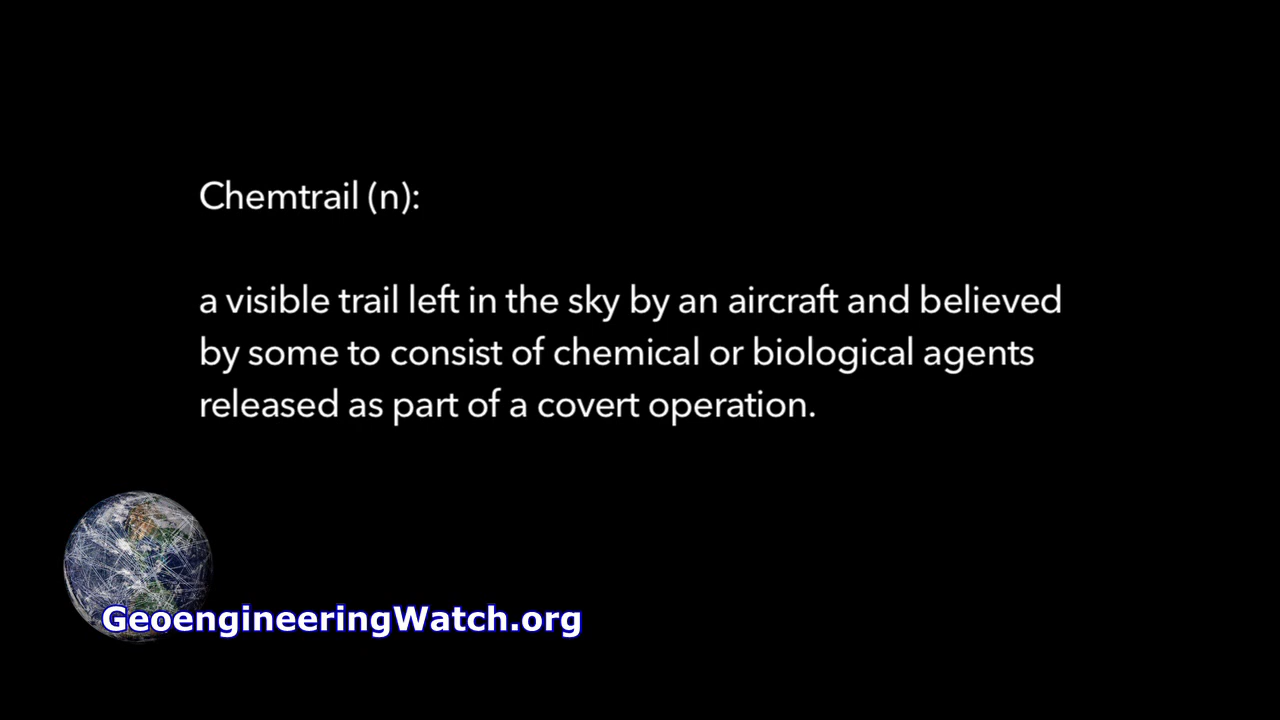 Chemtrail (n):
a visible trail left in the sky by an aircraft and believed
by some to consist of chemical or biological agents
released as part of a covert operation.
GeoengineeringWatch.org